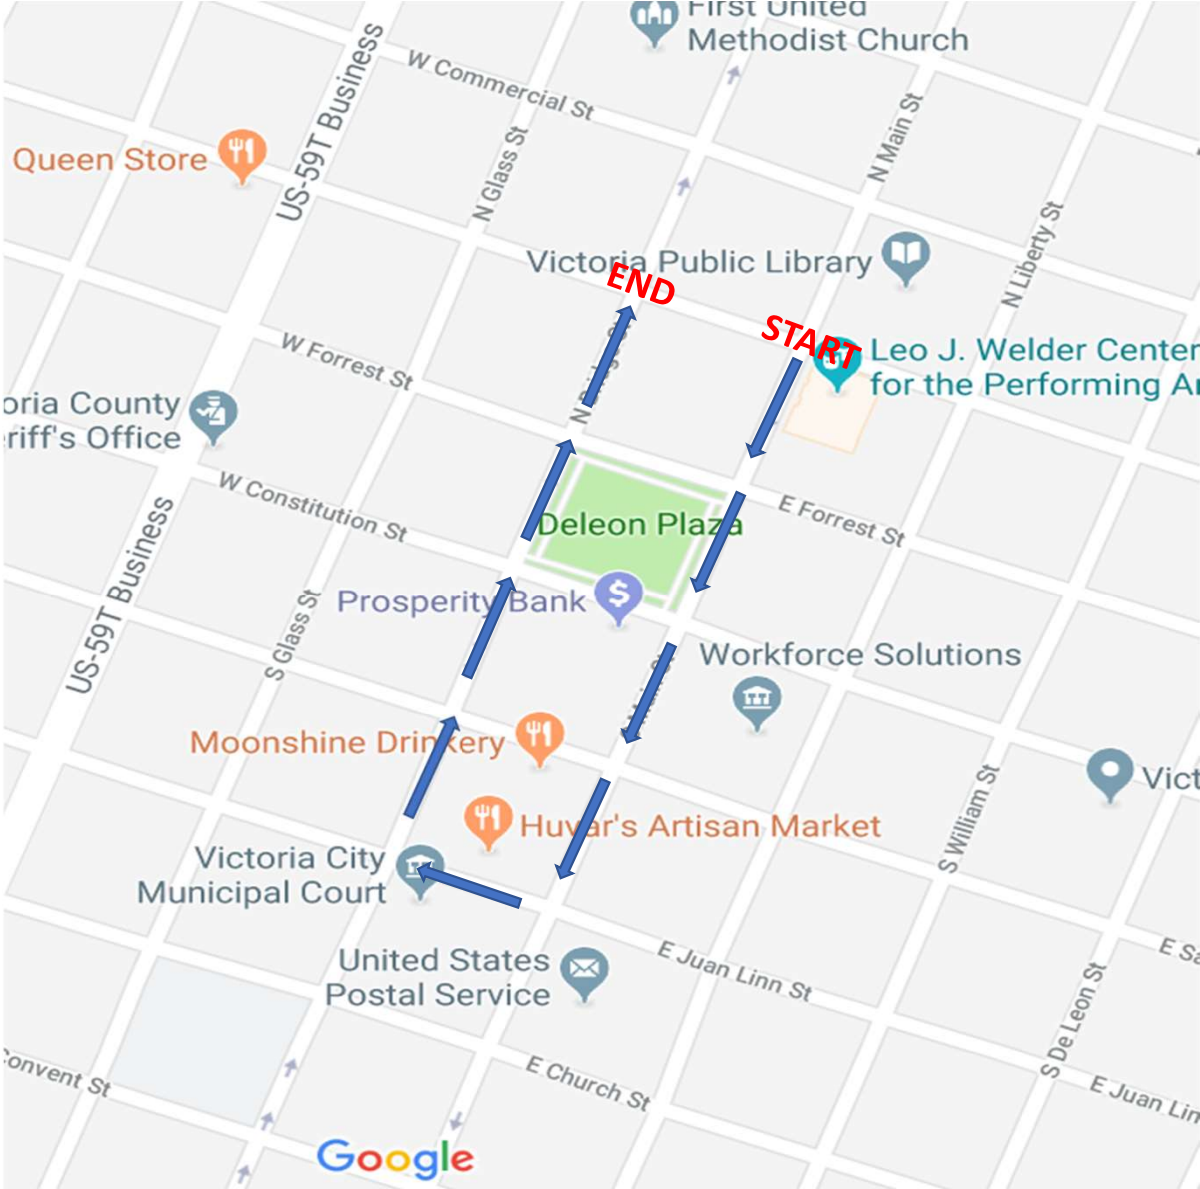 First United
Methodist Church
W Commercial St
US-59T Business
N Glass St
N Main St
Queen Store
N Liberty St
Victoria Public Library
END
START
Leo J. Welder Center
for the Performing Ar
W Forrest St
oria County
riff's Office
W Constitution St
Deleon Plaza
E Forrest St
US-59T Business
S Glass St
Prosperity Bank
Workforce Solutions
Moonshine Drinkery
Vict
S William St
Huvar's Artisan Market
Victoria City
Municipal Court
E Juan Linn St
E Sa
United States
Postal Service
S De Leon St
Convent St
E Church St
E Juan Lin
Google